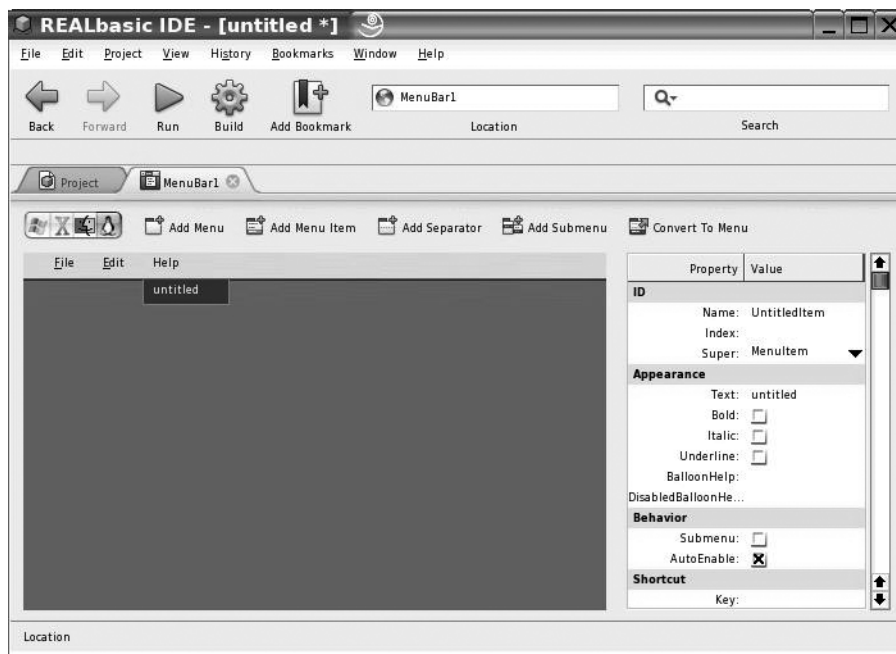 REALbasic IDE - [untitled *]
File Edit Project View History Bookmarks Window Help
MenuBar1
Back Forward Run Build Add Bookmark Location Search
Project MenuBar1
Add Menu Add Menu Item Add Separator Add Submenu Convert To Menu
File Edit Help
untitled
Property Value
ID
Name: UntitledItem
Index:
Super: MenuItem
Appearance
Text: untitled
Bold:
Italic:
Underline:
BalloonHelp:
DisabledBalloonHe...
Behavior
Submenu:
AutoEnable:
Shortcut
Key:
Location